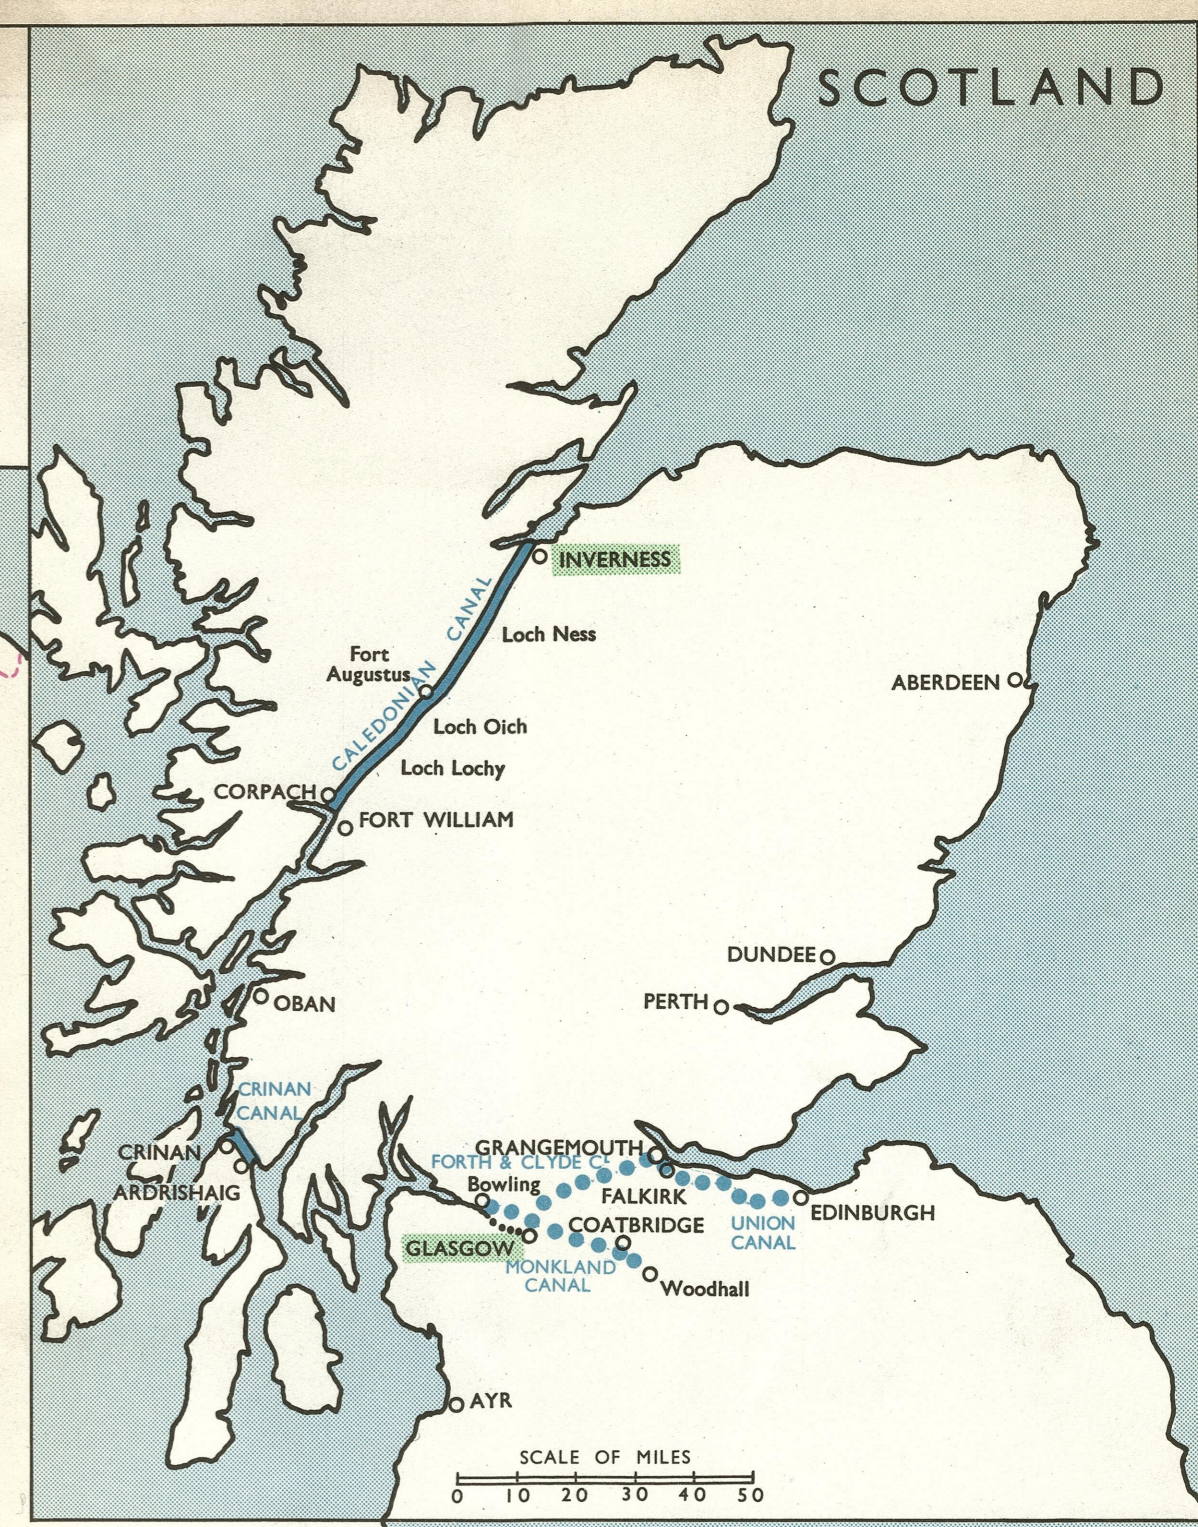 SCOTLAND
INVERNESS
CALEDONIAN CANAL
Loch Ness
Fort
Augustus
ABERDEEN
Loch Oich
Loch Lochy
CORPACH
FORT WILLIAM
DUNDEE
PERTH
OBAN
CRINAN
CANAL
CRINAN
ARDRISHAIG
GRANGEMOUTH
FORTH & CLYDE CL
Bowling
FALKIRK
EDINBURGH
COATBRIDGE
UNION
CANAL
GLASGOW
MONKLAND
CANAL
Woodhall
AYR
SCALE OF MILES
0 10 20 30 40 50